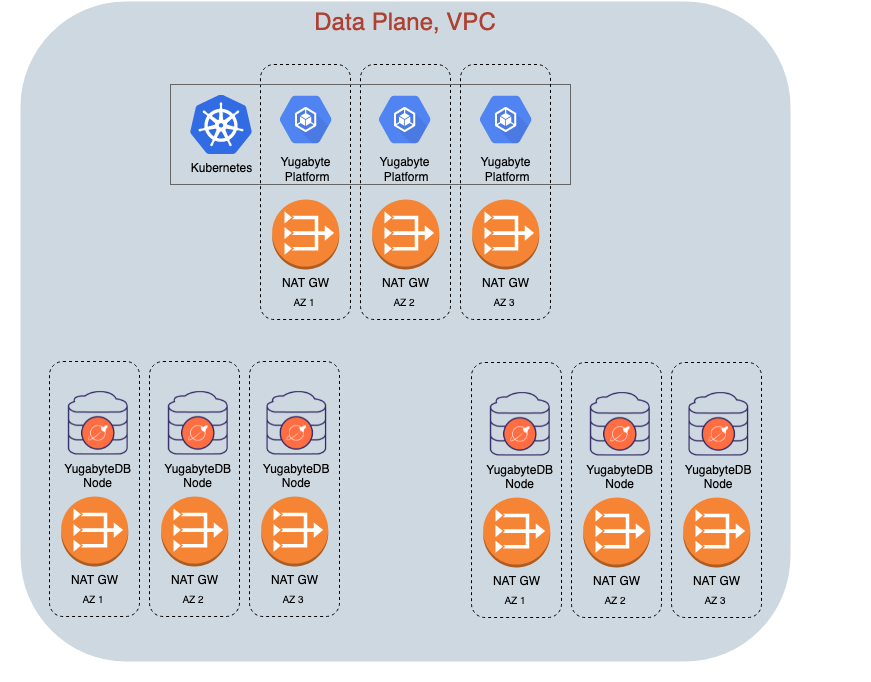 Data Plane, VPC
Kubernetes
Yugabyte
Platform
Yugabyte
Platform
Yugabyte
Platform
NAT GW
NAT GW
NAT GW
AZ 1
AZ 2
AZ 3
YugabyteDB
Node
YugabyteDB
Node
YugabyteDB
Node
YugabyteDB
Node
YugabyteDB
Node
YugabyteDB
Node
NAT GW
NAT GW
NAT GW
NAT GW
NAT GW
NAT GW
AZ 1
AZ 2
AZ 3
AZ 1
AZ 2
AZ 3